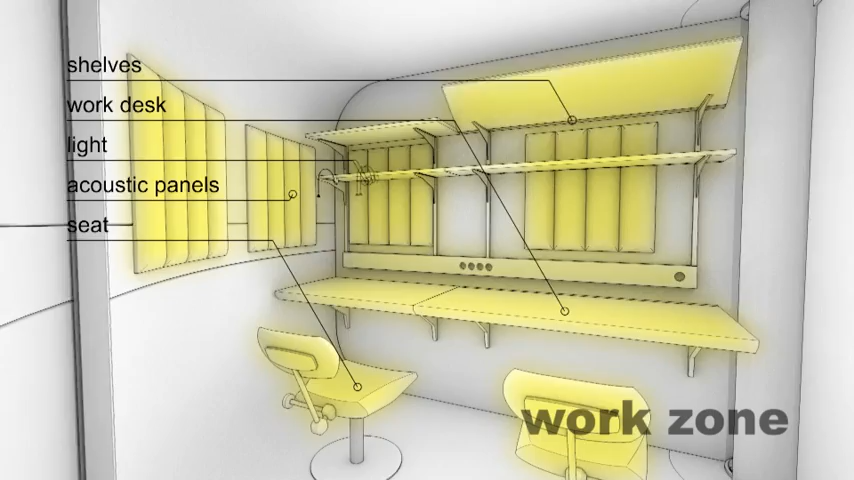 shelves
work desk
light
acoustic panels
seat
work zone